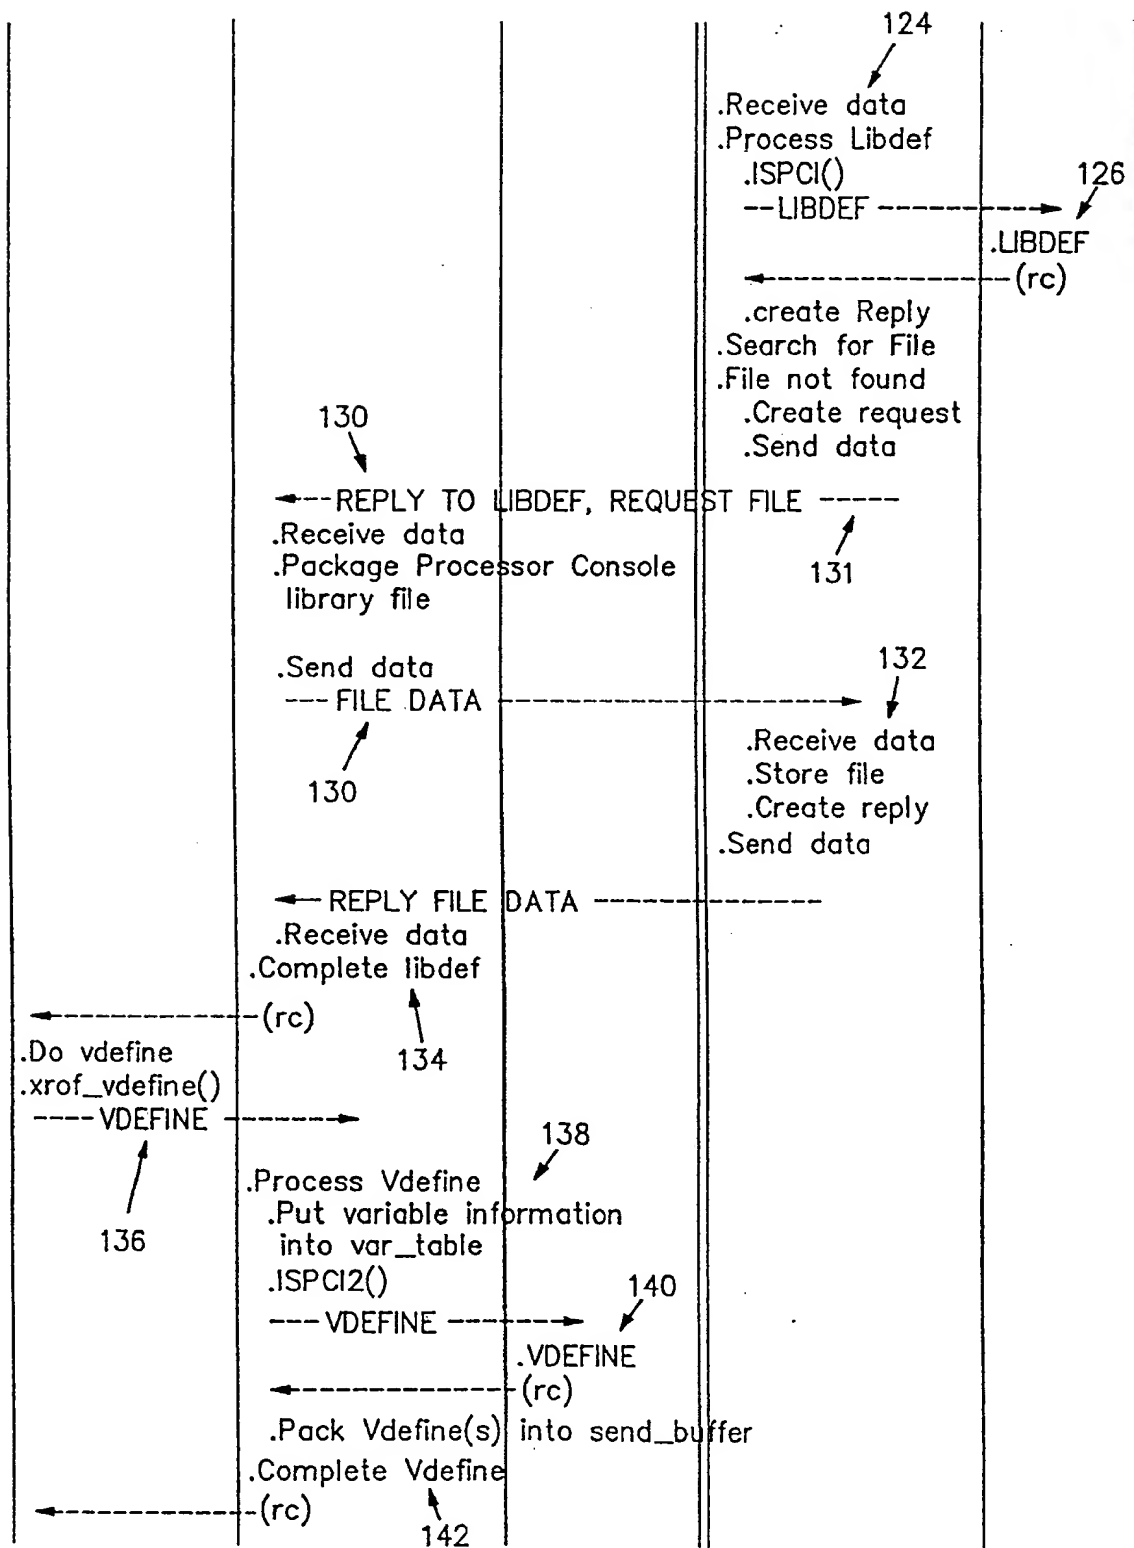 124
.Receive data
.Process Libdef
.ISPCI()
126
--LIBDEF---------->
.LIBDEF
<----------(rc)
.create Reply
.Search for File
.File not found
.Create request
.Send data
130
<---REPLY TO LIBDEF, REQUEST FILE -----
.Receive data
.Package Processor Console
library file
131
.Send data
132
--- FILE DATA ---------->
.Receive data
.Store file
.Create reply
.Send data
130
<-- REPLY FILE DATA ----------
.Receive data
.Complete libdef
<----------(rc)
134
.Do vdefine
.xrof_vdefine()
----VDEFINE ------>
136
138
.Process Vdefine
.Put variable information
into var_table
.ISPCI2()
140
---VDEFINE ------>
.VDEFINE
<----------(rc)
.Pack Vdefine(s) into send_buffer
.Complete Vdefine
<----------(rc)
142